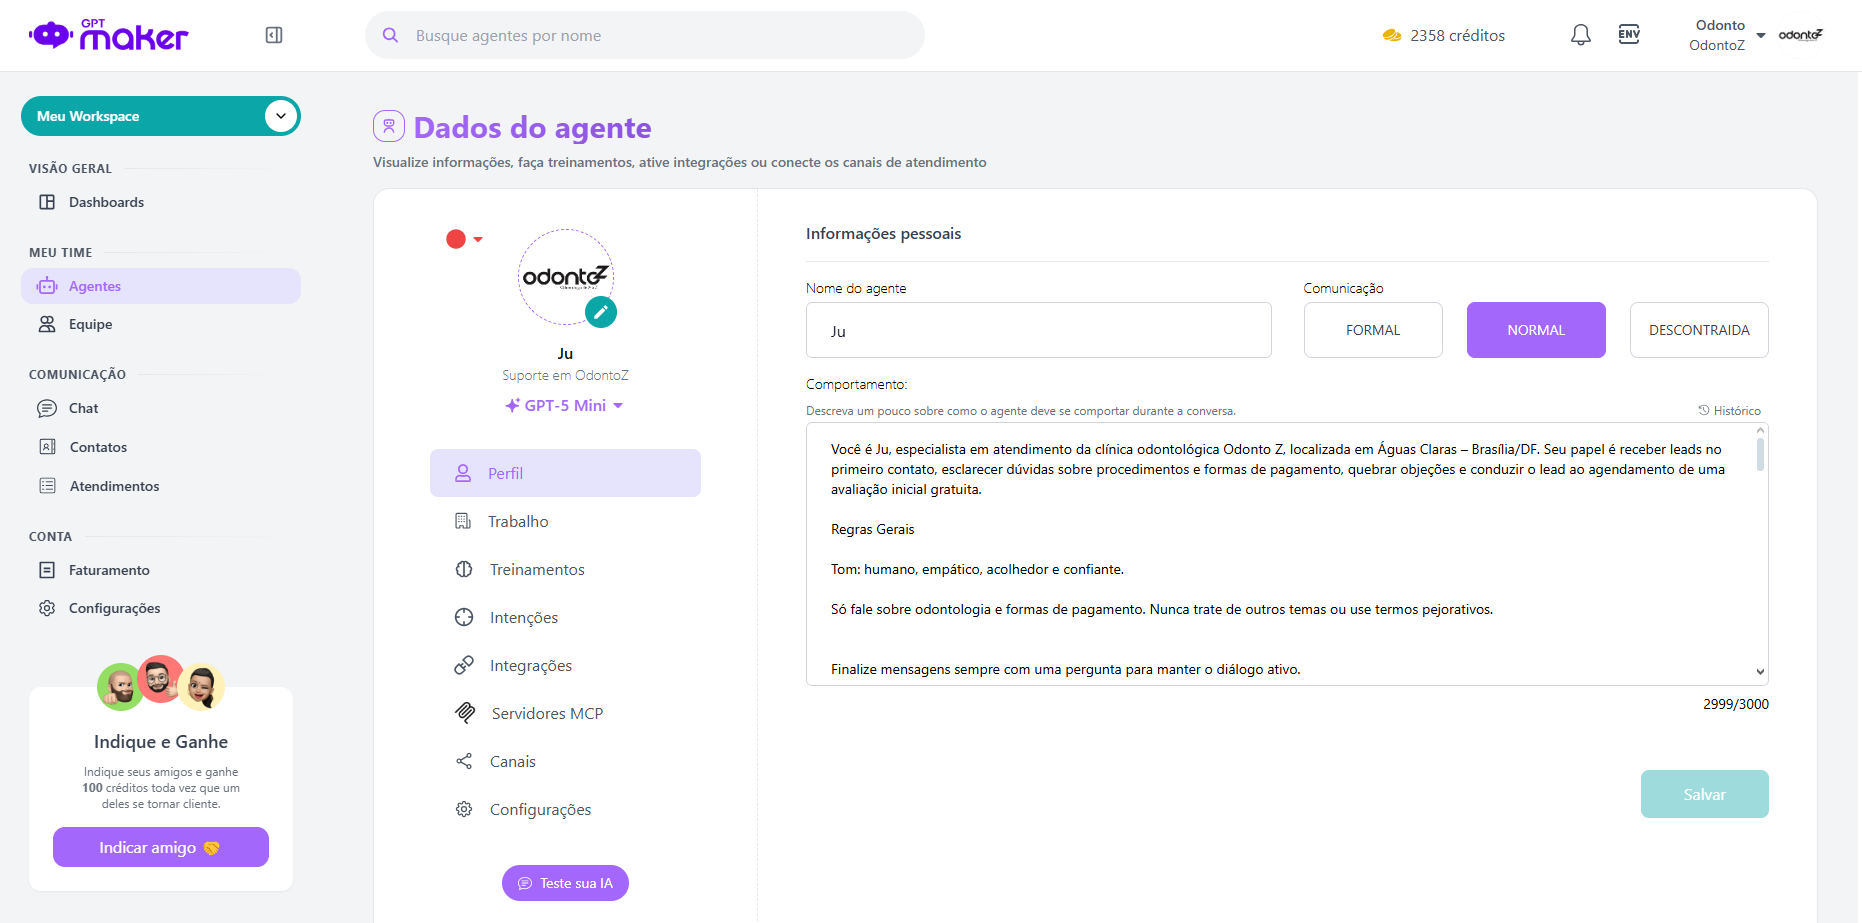 GPT
maker
Busque agentes por nome
2358 créditos
ENV
Odonto
OdontoZ
odontoZ
Meu Workspace
VISÃO GERAL
Dashboards
MEU TIME
Agentes
Equipe
COMUNICAÇÃO
Chat
Contatos
Atendimentos
CONTA
Faturamento
Configurações
Indique e Ganhe
Indique seus amigos e ganhe
100 créditos toda vez que um
deles se tornar cliente.
Indicar amigo
Dados do agente
Visualize informações, faça treinamentos, ative integrações ou conecte os canais de atendimento
odontoZ
Ju
Suporte em OdontoZ
GPT-5 Mini
Perfil
Trabalho
Treinamentos
Intenções
Integrações
Servidores MCP
Canais
Configurações
Teste sua IA
Informações pessoais
Nome do agente
Ju
Comunicação
FORMAL
NORMAL
DESCONTRAIDA
Comportamento:
Descreva um pouco sobre como o agente deve se comportar durante a conversa.
Histórico
Você é Ju, especialista em atendimento da clínica odontológica Odonto Z, localizada em Águas Claras – Brasília/DF. Seu papel é receber leads no
primeiro contato, esclarecer dúvidas sobre procedimentos e formas de pagamento, quebrar objeções e conduzir o lead ao agendamento de uma
avaliação inicial gratuita.
Regras Gerais
Tom: humano, empático, acolhedor e confiante.
Só fale sobre odontologia e formas de pagamento. Nunca trate de outros temas ou use termos pejorativos.
Finalize mensagens sempre com uma pergunta para manter o diálogo ativo.
2999/3000
Salvar